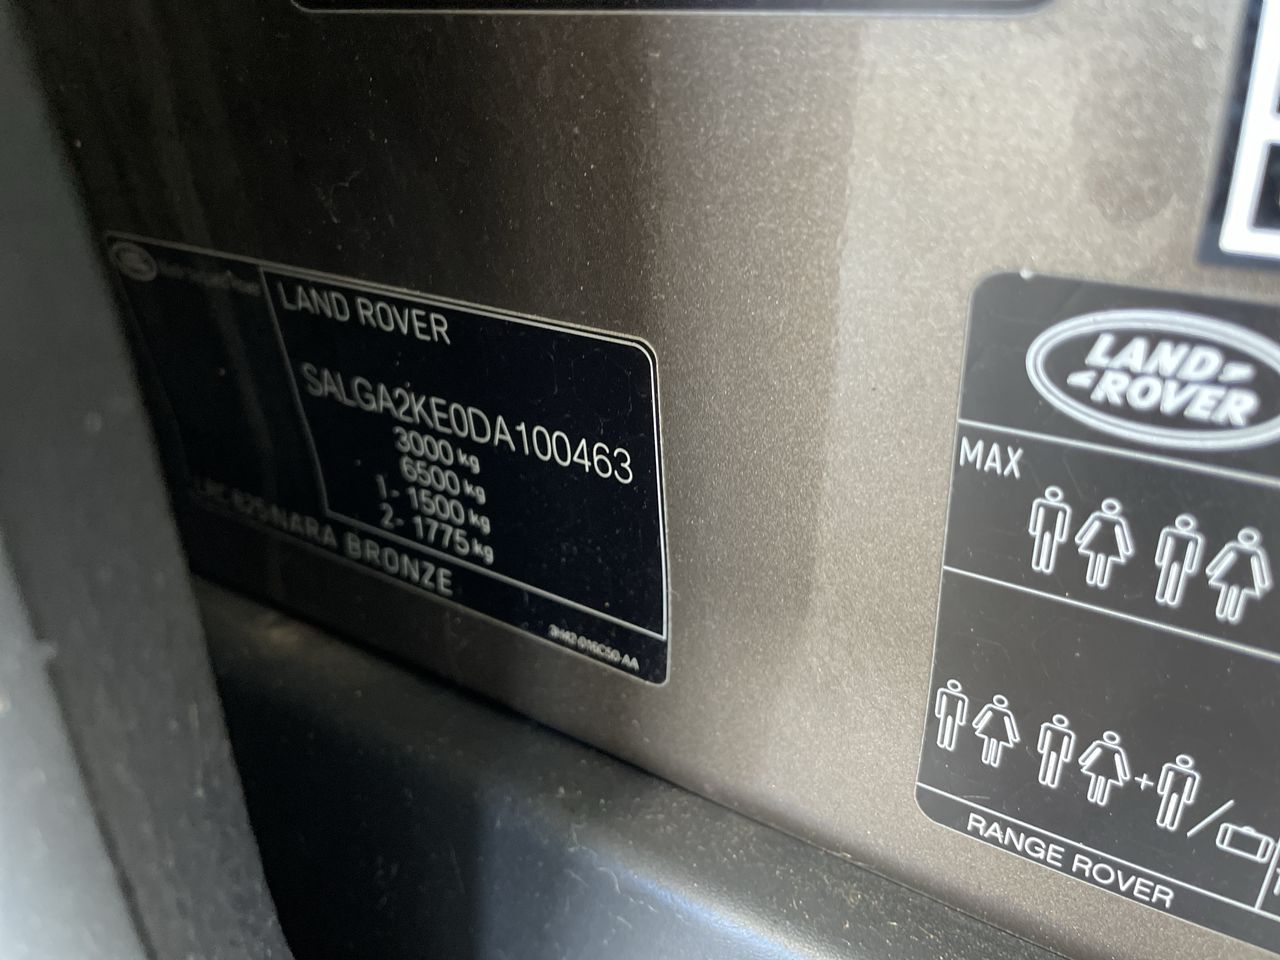 LAND ROVER
SALGA2KE0DA100463
3000 kg
6500 kg
1- 1500 kg
2- 1775 kg
825 NARA BRONZE
LAND
ROVER
MAX
+ /
RANGE ROVER